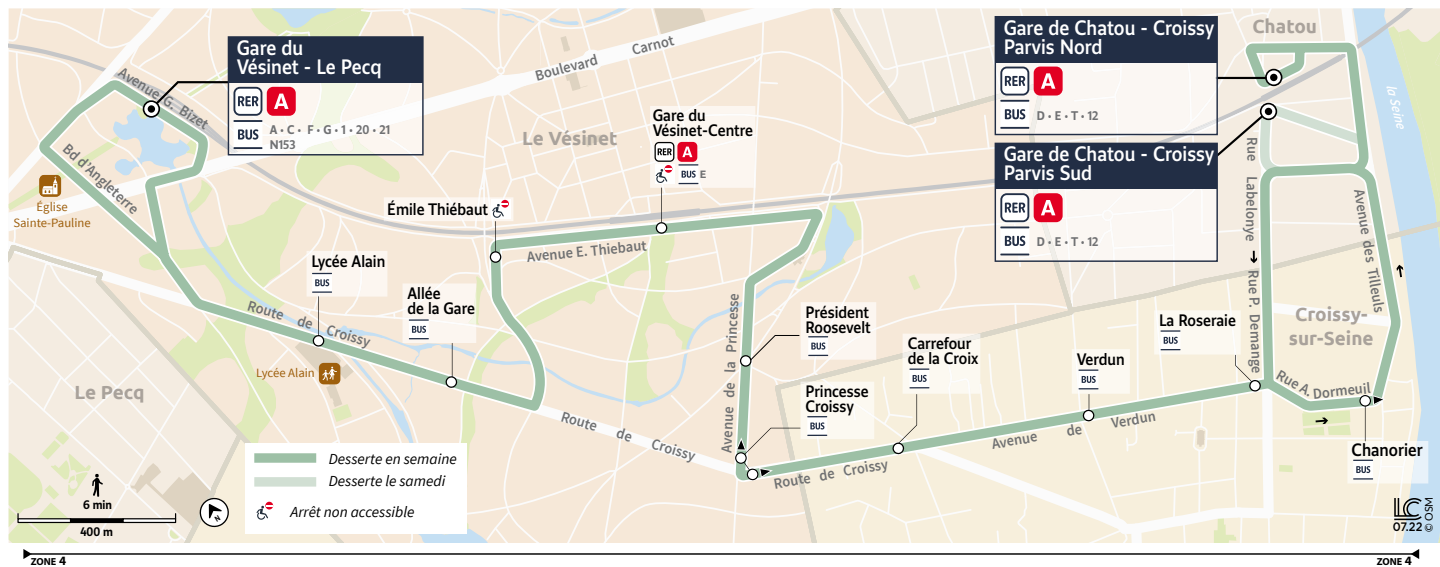 Gare du
Vésinet - Le Pecq
RER A
BUS A • C • F • G • 1 • 20 • 21
N153
Avenue G. Bizet
Bd d'Angleterre
Église
Sainte-Pauline
Boulevard Carnot
Le Vésinet
Gare du
Vésinet-Centre
RER A
BUS E
Émile Thiébaut
Avenue E. Thiebaut
Lycée Alain
BUS
Allée
de la Gare
BUS
Route de Croissy
Lycée Alain
Le Pecq
Route de Croissy
Avenue de la Princesse
Président
Roosevelt
BUS
Princesse
Croissy
BUS
Carrefour
de la Croix
BUS
Verdun
BUS
La Roseraie
BUS
Route de Croissy
Avenue de Verdun
Gare de Chatou - Croissy
Parvis Nord
RER A
BUS D • E • T • 12
Gare de Chatou - Croissy
Parvis Sud
RER A
BUS D • E • T • 12
Chatou
la Seine
Rue Labelonye
Rue P. Demange
Avenue des Tilleuls
Croissy-
sur-Seine
Rue A. Dormeuil
Chanorier
BUS
Desserte en semaine
Desserte le samedi
Arrêt non accessible
6 min
400 m
N
LC
07.22
© OSM
ZONE 4
ZONE 4